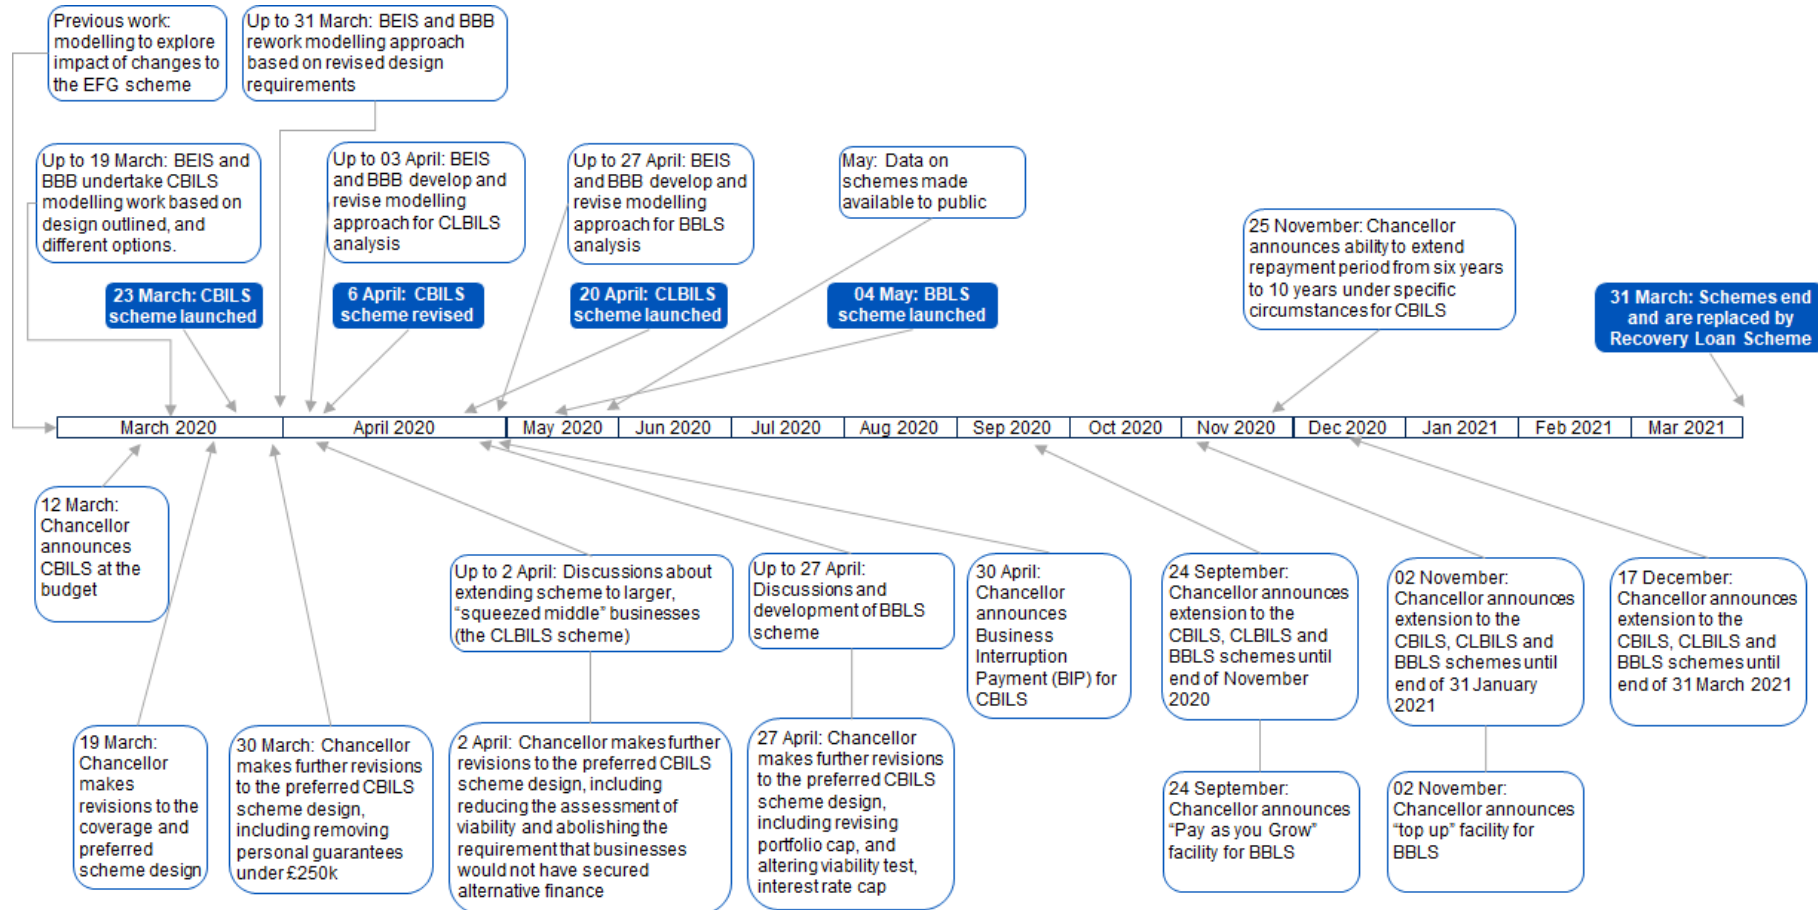 Previous work:
modelling to explore
impact of changes to
the EFG scheme
Up to 31 March: BEIS and BBB
rework modelling approach
based on revised design
requirements
Up to 19 March: BEIS and
BBB undertake CBILS
modelling work based on
design outlined, and
different options.
Up to 03 April: BEIS
and BBB develop and
revise modelling
approach for CLBILS
analysis
Up to 27 April: BEIS
and BBB develop and
revise modelling
approach for BBLS
analysis
May: Data on
schemes made
available to public
25 November: Chancellor
announces ability to extend
repayment period from six years
to 10 years under specific
circumstances for CBILS
23 March: CBILS
scheme launched
6 April: CBILS
scheme revised
20 April: CLBILS
scheme launched
04 May: BBLS
scheme launched
31 March: Schemes end
and are replaced by
Recovery Loan Scheme
March 2020
April 2020
May 2020
Jun 2020
Jul 2020
Aug 2020
Sep 2020
Oct 2020
Nov 2020
Dec 2020
Jan 2021
Feb 2021
Mar 2021
12 March:
Chancellor
announces
CBILS at the
budget
Up to 2 April: Discussions about
extending scheme to larger,
“squeezed middle” businesses
(the CLBILS scheme)
Up to 27 April:
Discussions and
development of BBLS
scheme
30 April:
Chancellor
announces
Business
Interruption
Payment (BIP) for
CBILS
24 September:
Chancellor announces
extension to the
CBILS, CLBILS and
BBLS schemes until
end of November
2020
02 November:
Chancellor announces
extension to the
CBILS, CLBILS and
BBLS schemes until
end of 31 January
2021
17 December:
Chancellor announces
extension to the
CBILS, CLBILS and
BBLS schemes until
end of 31 March 2021
19 March:
Chancellor
makes
revisions to the
coverage and
preferred
scheme design
30 March: Chancellor
makes further revisions
to the preferred CBILS
scheme design,
including removing
personal guarantees
under £250k
2 April: Chancellor makes further
revisions to the preferred CBILS
scheme design, including
reducing the assessment of
viability and abolishing the
requirement that businesses
would not have secured
alternative finance
27 April: Chancellor
makes further revisions
to the preferred CBILS
scheme design,
including revising
portfolio cap, and
altering viability test,
interest rate cap
24 September:
Chancellor announces
“Pay as you Grow”
facility for BBLS
02 November:
Chancellor announces
“top up” facility for
BBLS